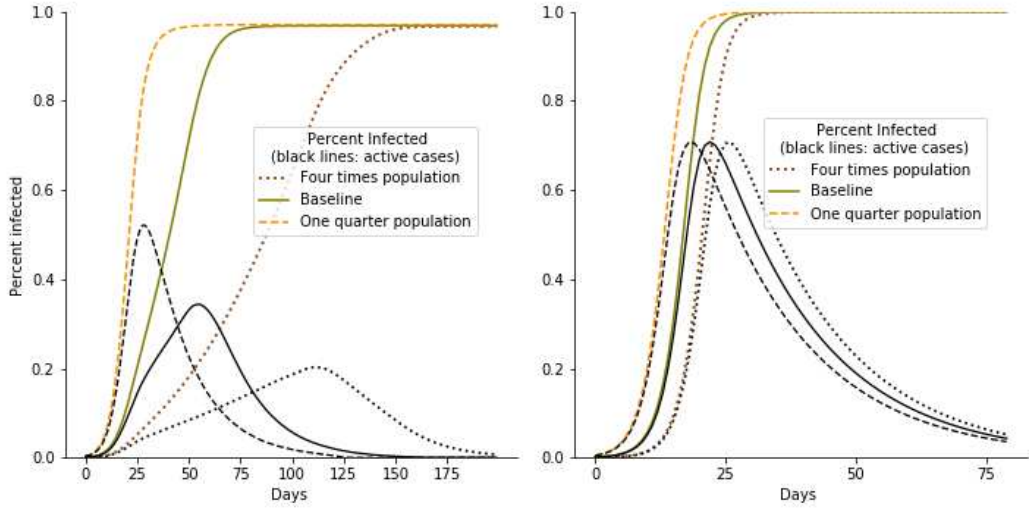 1.0
0.8
0.6
0.4
0.2
0.0
Percent infected
0 25 50 75 100 125 150 175
Days
Percent Infected
(black lines: active cases)
Four times population
Baseline
One quarter population
1.0
0.8
0.6
0.4
0.2
0.0
0 25 50 75
Days
Percent Infected
(black lines: active cases)
Four times population
Baseline
One quarter population